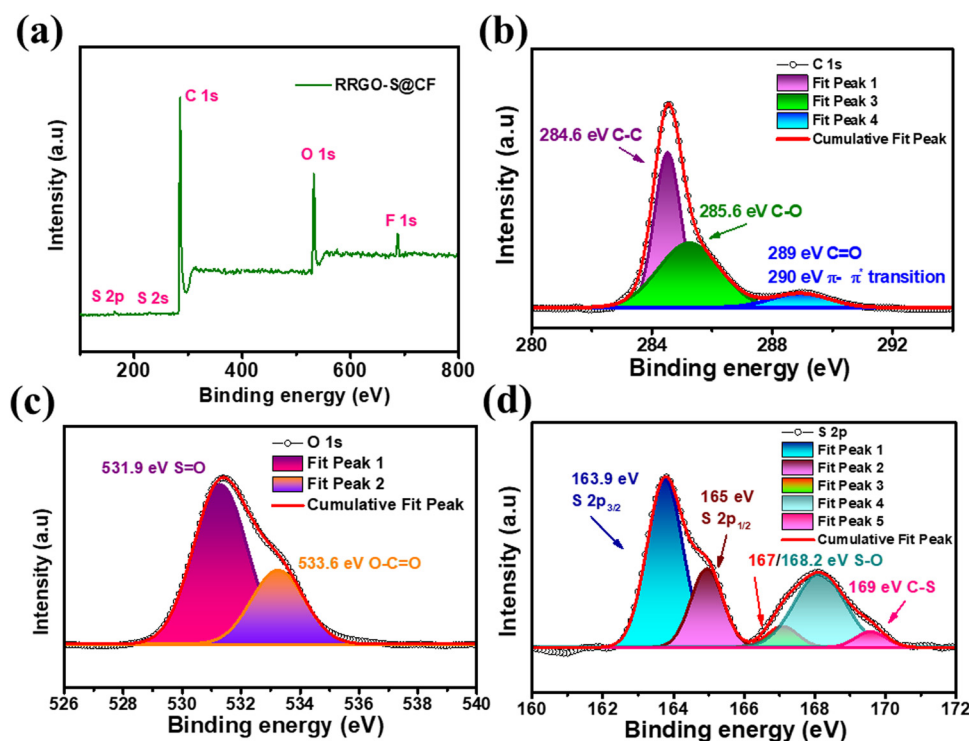 (a)
RRGO-S@CF
C 1s
O 1s
F 1s
S 2p
S 2s
Intensity (a.u)
200
400
600
800
Binding energy (eV)
(b)
C 1s
Fit Peak 1
Fit Peak 3
Fit Peak 4
Cumulative Fit Peak
284.6 eV C-C
285.6 eV C-O
289 eV C=O
290 eV π- π* transition
Intensity (a.u)
280
284
288
292
Binding energy (eV)
(c)
O 1s
Fit Peak 1
Fit Peak 2
Cumulative Fit Peak
531.9 eV S=O
533.6 eV O-C=O
Intensity (a.u)
526
528
530
532
534
536
538
540
Binding energy (eV)
(d)
S 2p
Fit Peak 1
Fit Peak 2
Fit Peak 3
Fit Peak 4
Fit Peak 5
Cumulative Fit Peak
163.9 eV
S 2p3/2
165 eV
S 2p1/2
167/168.2 eV S-O
169 eV C-S
Intensity (a.u)
160
162
164
166
168
170
172
Binding energy (eV)